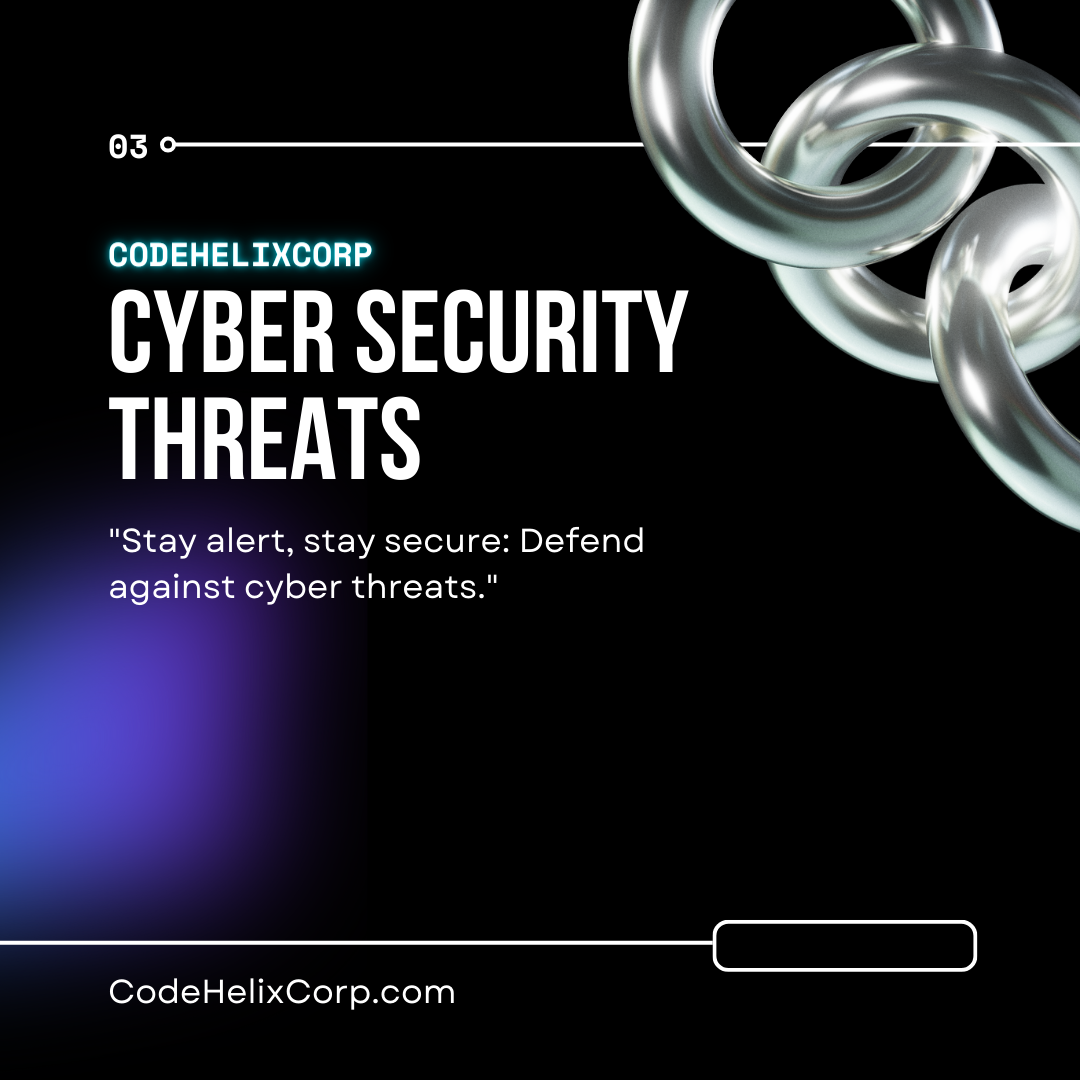 03
CODEHELIXCORP
CYBER SECURITY
THREATS
"Stay alert, stay secure: Defend
against cyber threats."
CodeHelixCorp.com